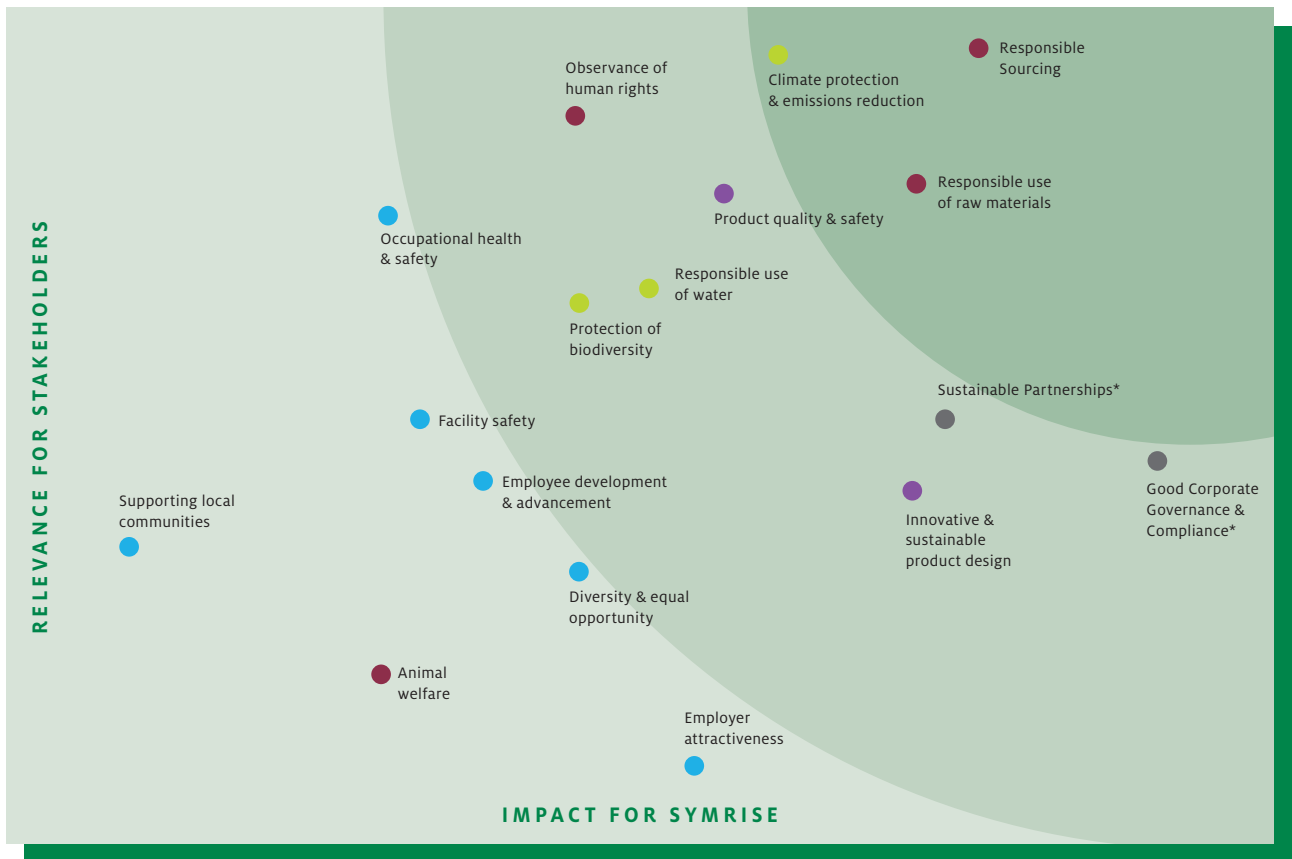 Responsible
Sourcing
Observance of
human rights
Climate protection
& emissions reduction
Responsible use
of raw materials
Product quality & safety
Occupational health
& safety
Responsible use
of water
Protection of
biodiversity
Sustainable Partnerships*
Facility safety
Employee development
& advancement
Good Corporate
Governance &
Compliance*
Supporting local
communities
Innovative &
sustainable
product design
Diversity & equal
opportunity
Animal
welfare
Employer
attractiveness
RELEVANCE FOR STAKEHOLDERS
IMPACT FOR SYMRISE